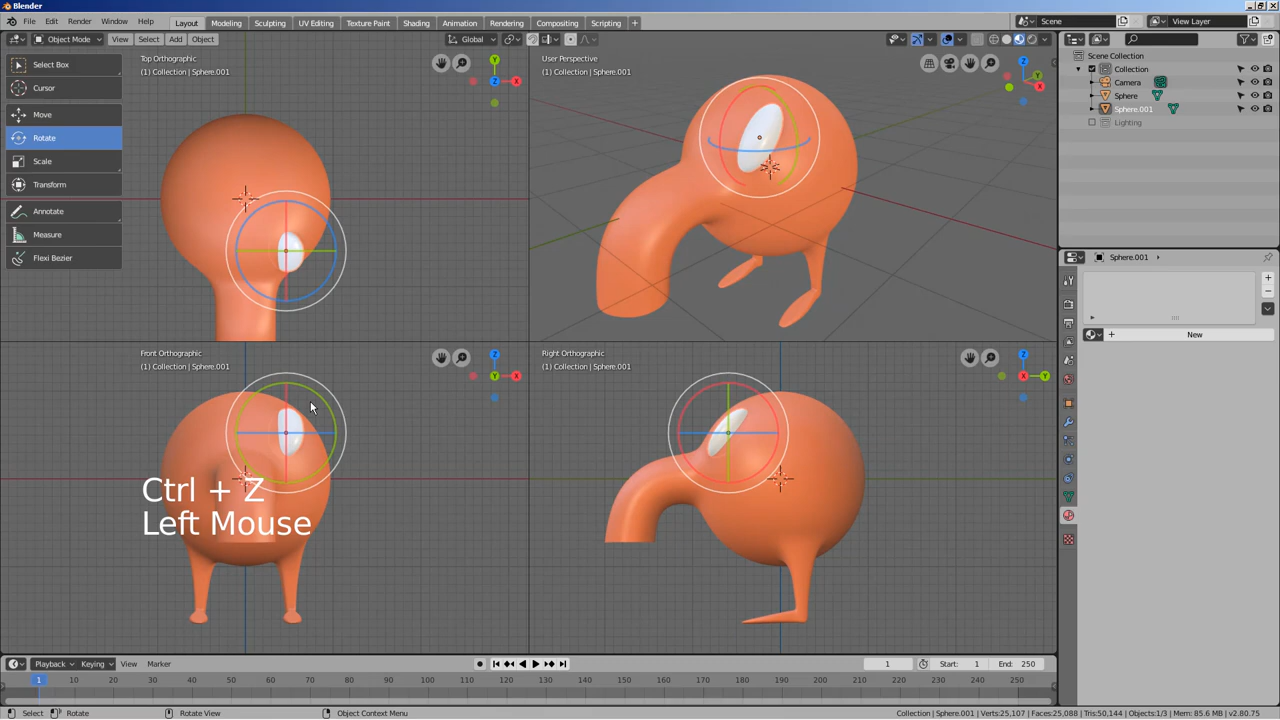 Blender
File Edit Render Window Help
Layout Modeling Sculpting UV Editing Texture Paint Shading Animation Rendering Compositing Scripting +
Scene
View Layer
Object Mode View Select Add Object
Global
Select Box
Cursor
Move
Rotate
Scale
Transform
Annotate
Measure
Flexi Bezier
Top Orthographic
(1) Collection | Sphere.001
Y
Z X
User Perspective
(1) Collection | Sphere.001
Z
Y
X
Front Orthographic
(1) Collection | Sphere.001
Z
Y X
Right Orthographic
(1) Collection | Sphere.001
Z
X Y
Ctrl + Z
Left Mouse
Scene Collection
Collection
Camera
Sphere
Sphere.001
Lighting
Sphere.001
New
Playback Keying View Marker
1
Start: 1
End: 250
1 10 20 30 40 50 60 70 80 90 100 110 120 130 140 150 160 170 180 190 200 210 220 230 240 250
Select Rotate Rotate View Object Context Menu
Collection | Sphere.001 | Verts:25,107 | Faces:25,088 | Tris:50,144 | Objects:1/3 | Mem: 85.6 MB | v2.80.75